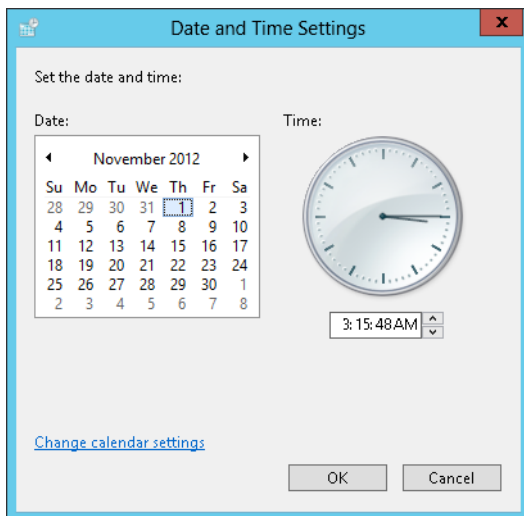 Date and Time Settings
x
Set the date and time:
Date:
Time:
November 2012
Su Mo Tu We Th Fr Sa
28 29 30 31 1 2 3
4 5 6 7 8 9 10
11 12 13 14 15 16 17
18 19 20 21 22 23 24
25 26 27 28 29 30 1
2 3 4 5 6 7 8
3:15:48 AM
Change calendar settings
OK
Cancel